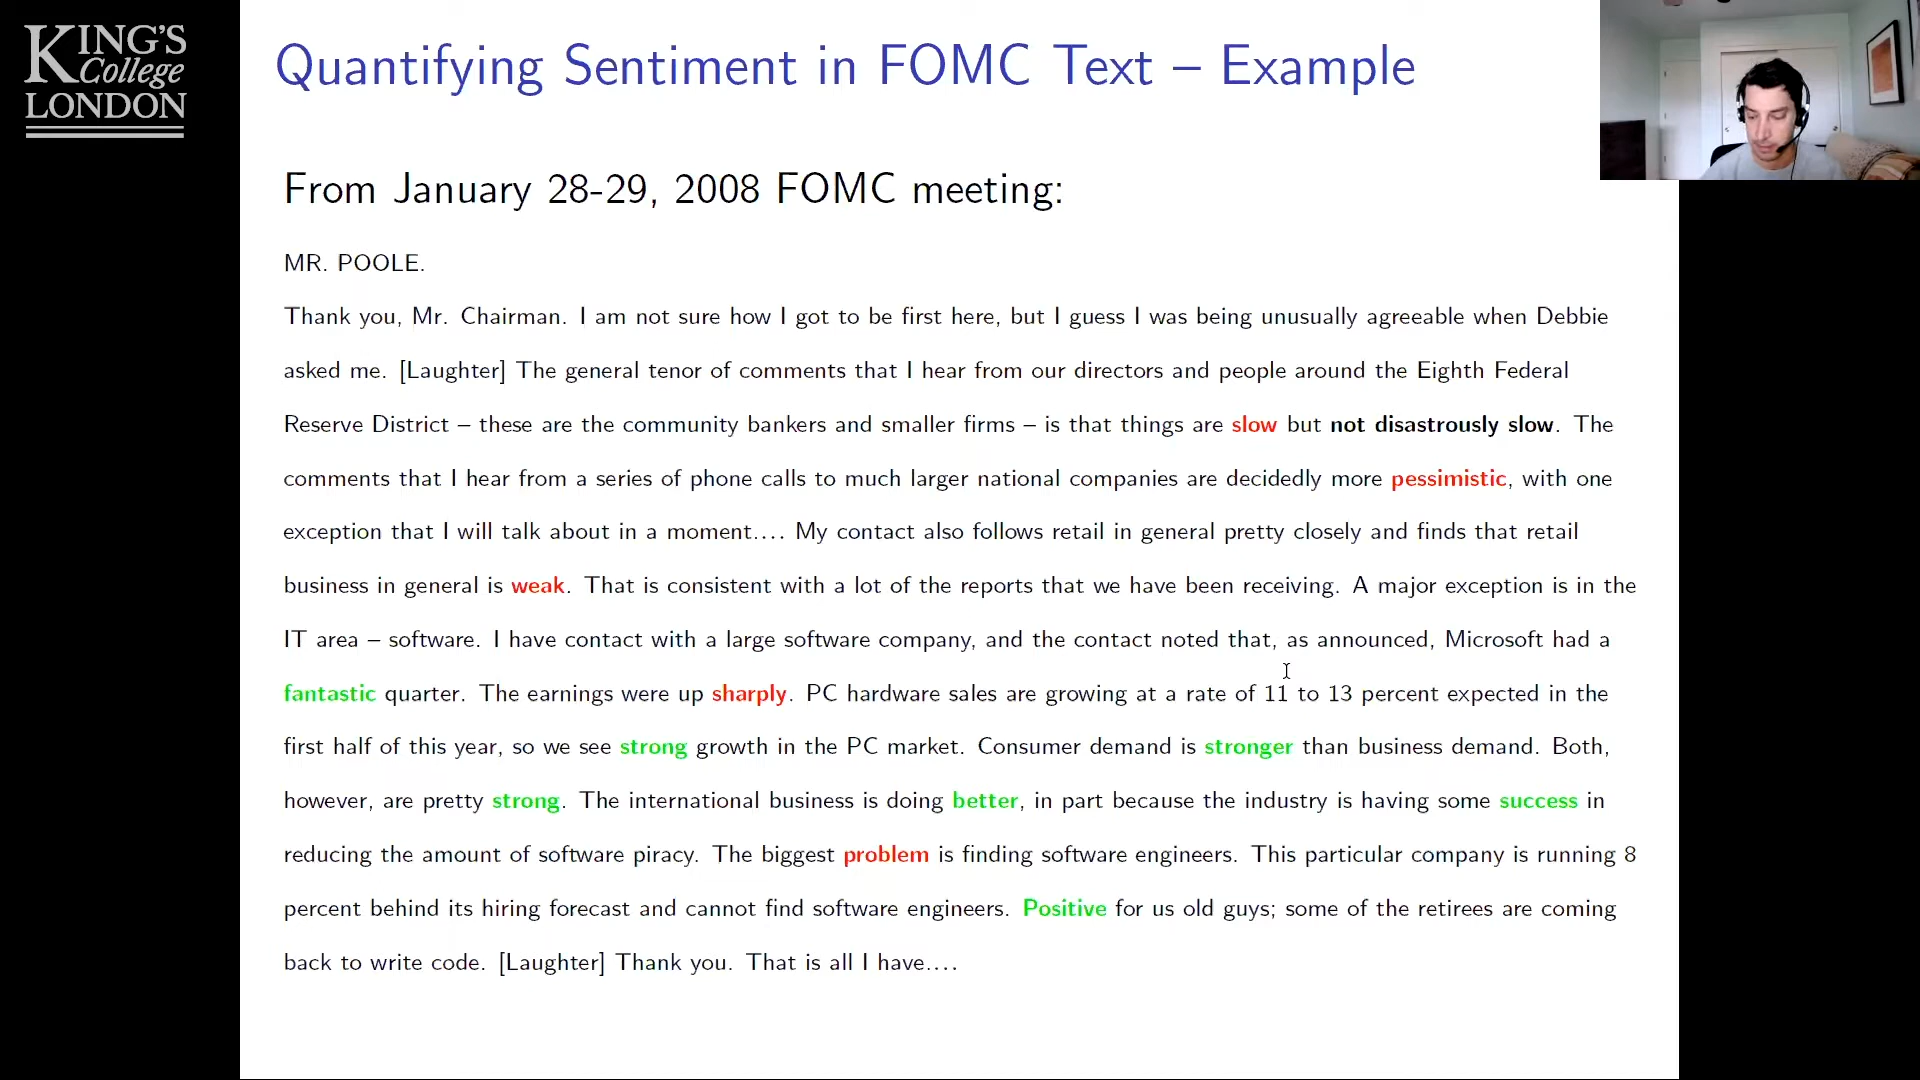 KING'S
College
LONDON
Quantifying Sentiment in FOMC Text – Example
From January 28-29, 2008 FOMC meeting:
MR. POOLE.
Thank you, Mr. Chairman. I am not sure how I got to be first here, but I guess I was being unusually agreeable when Debbie
asked me. [Laughter] The general tenor of comments that I hear from our directors and people around the Eighth Federal
Reserve District – these are the community bankers and smaller firms – is that things are slow but not disastrously slow. The
comments that I hear from a series of phone calls to much larger national companies are decidedly more pessimistic, with one
exception that I will talk about in a moment.... My contact also follows retail in general pretty closely and finds that retail
business in general is weak. That is consistent with a lot of the reports that we have been receiving. A major exception is in the
IT area – software. I have contact with a large software company, and the contact noted that, as announced, Microsoft had a
fantastic quarter. The earnings were up sharply. PC hardware sales are growing at a rate of 11 to 13 percent expected in the
first half of this year, so we see strong growth in the PC market. Consumer demand is stronger than business demand. Both,
however, are pretty strong. The international business is doing better, in part because the industry is having some success in
reducing the amount of software piracy. The biggest problem is finding software engineers. This particular company is running 8
percent behind its hiring forecast and cannot find software engineers. Positive for us old guys; some of the retirees are coming
back to write code. [Laughter] Thank you. That is all I have....